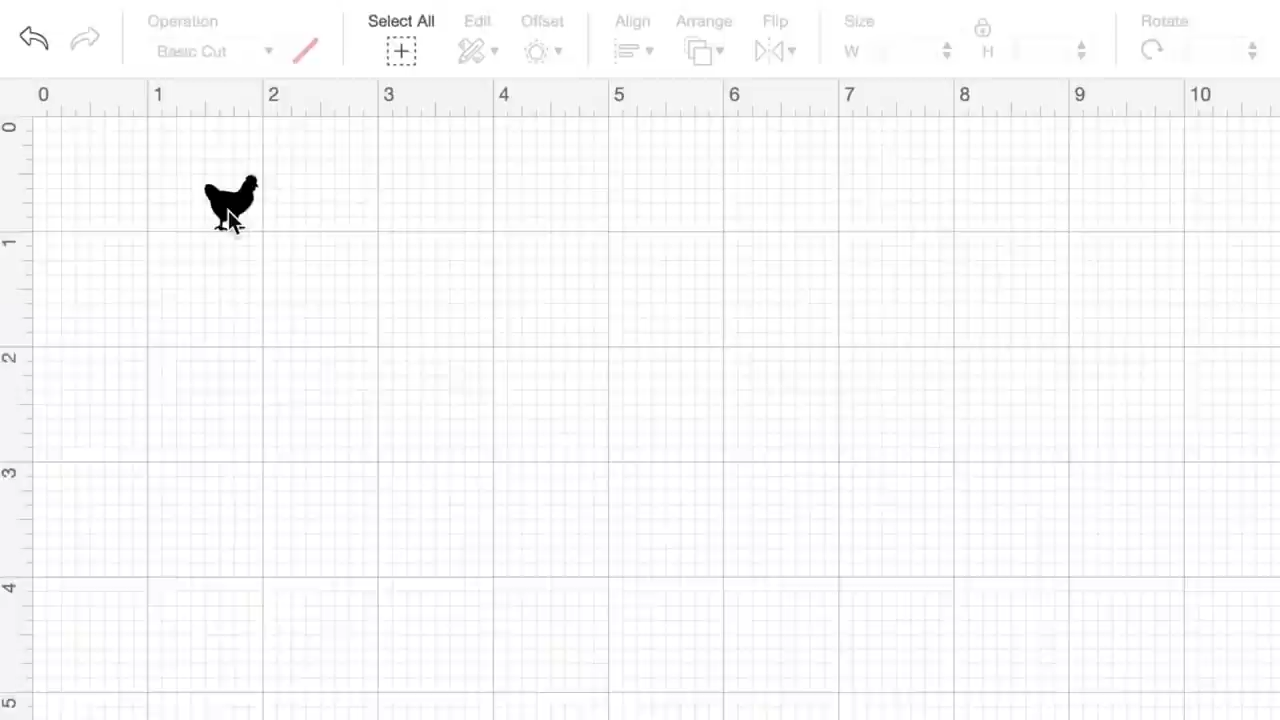 Operation Select All Edit Offset Align Arrange Flip Size Rotate
Basic Cut W H
0 1 2 3 4 5 6 7 8 9 10
0
1
2
3
4
5